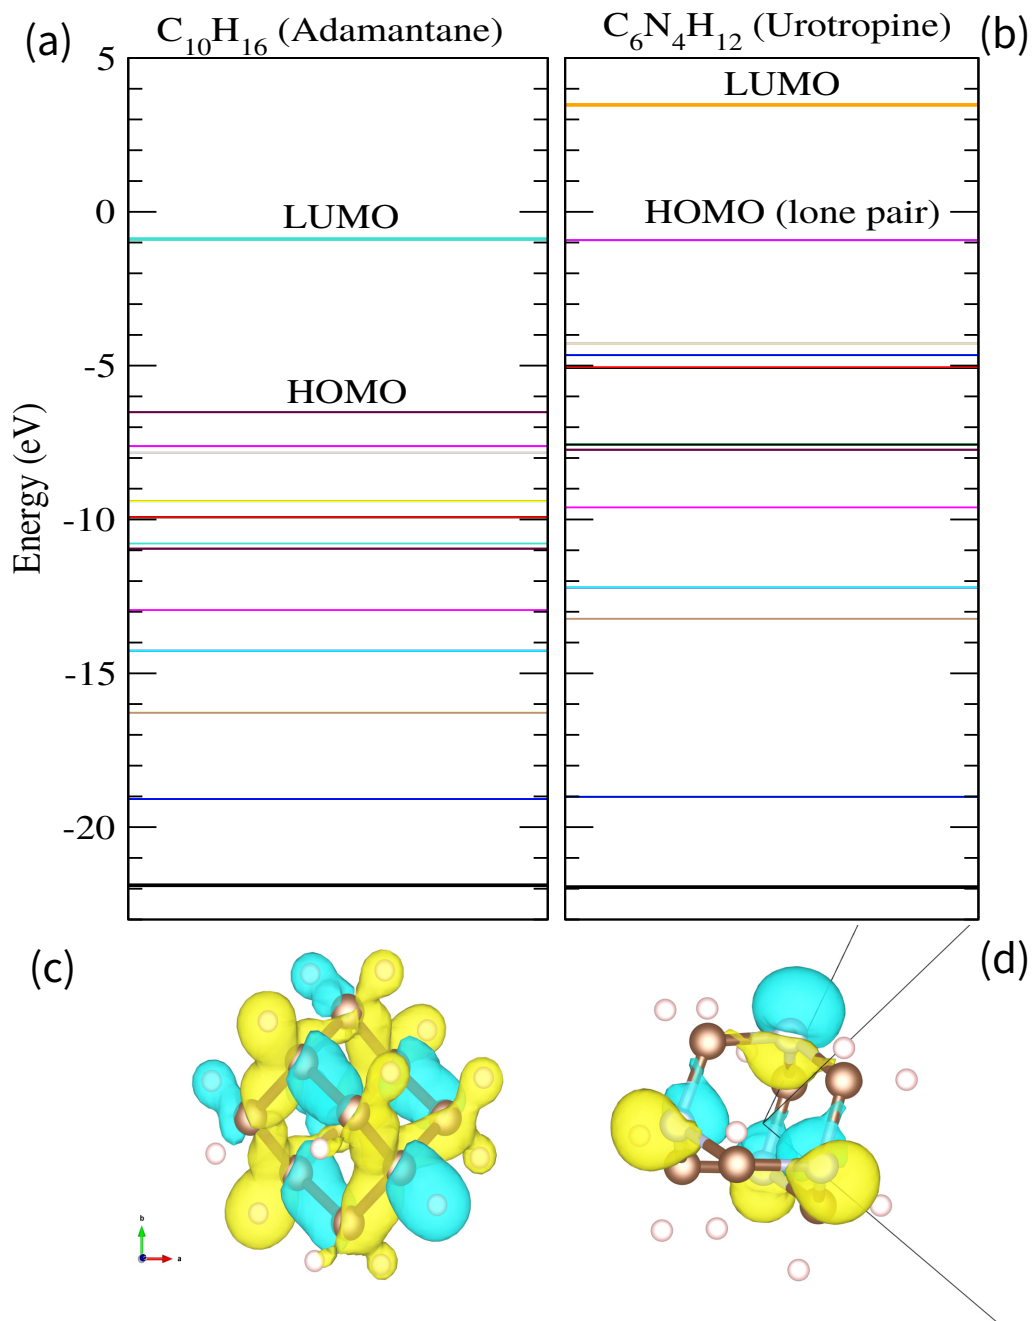 (a) C₁₀H₁₆ (Adamantane) C₆N₄H₁₂ (Urotropine) (b)
5
LUMO
0
LUMO
HOMO (lone pair)
-5
HOMO
Energy (eV)
-10
-15
-20
(c)
(d)
b
a